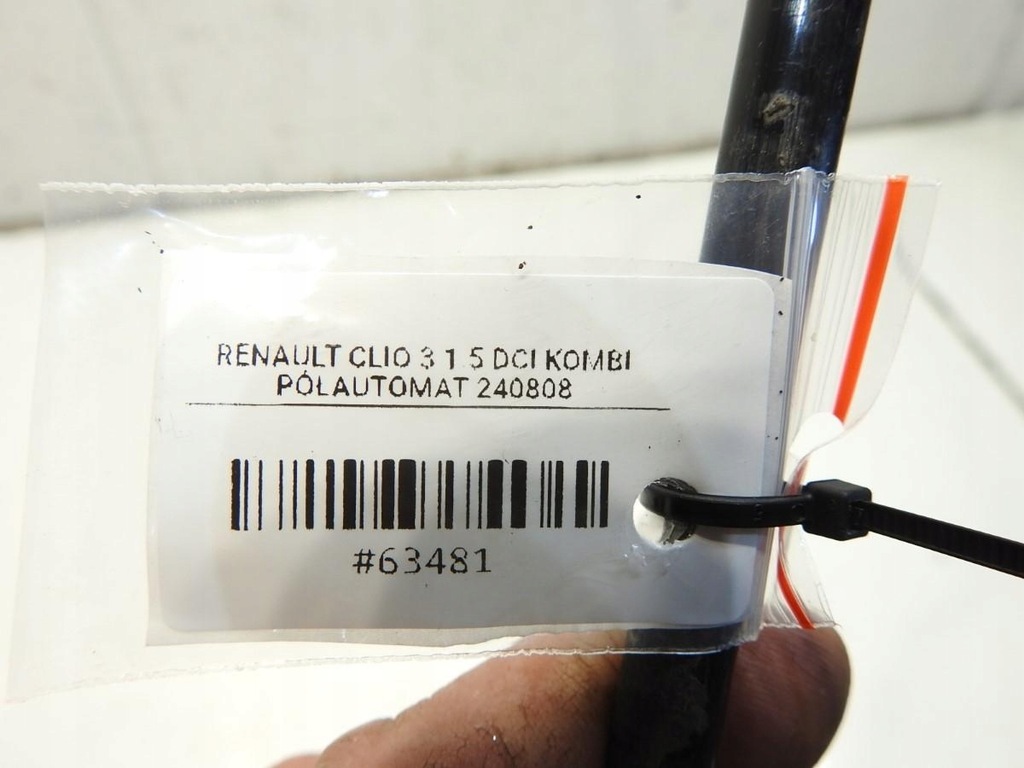 RENAULT CLIO 3 1.5 DCI KOMBI
PÓŁAUTOMAT 240808
#63481